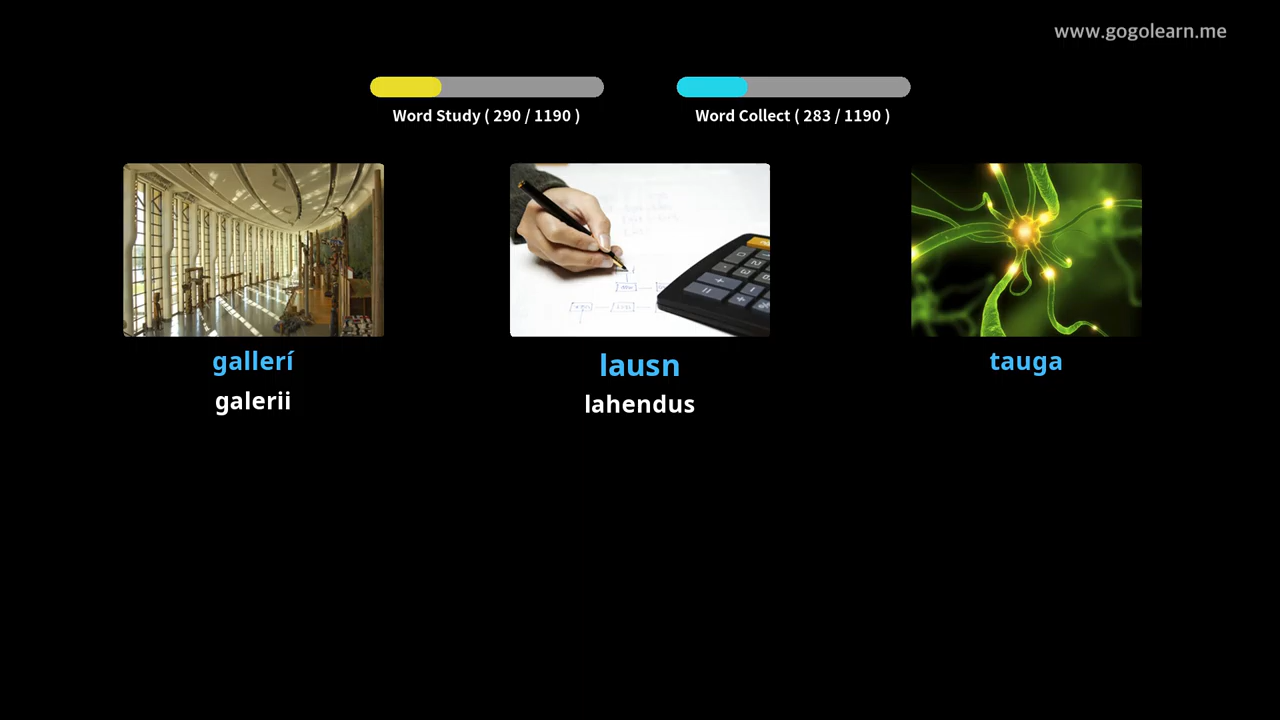 www.gogolearn.me
Word Study ( 290 / 1190 )
Word Collect ( 283 / 1190 )
gallerí
lausn
tauga
galerii
lahendus